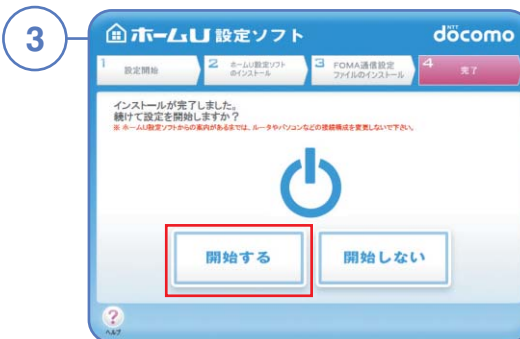 3
ホームU 設定ソフト
NTT
docomo
1 設定開始
2 ホームU設定ソフト
のインストール
3 FOMA通信設定
ファイルのインストール
4 完了
インストールが完了しました。
続けて設定を開始しますか？
※ ホームU設定ソフトからの案内があるまでは、ルータやパソコンなどの接続構成を変更しないで下さい。
開始する
開始しない
?
ヘルプ